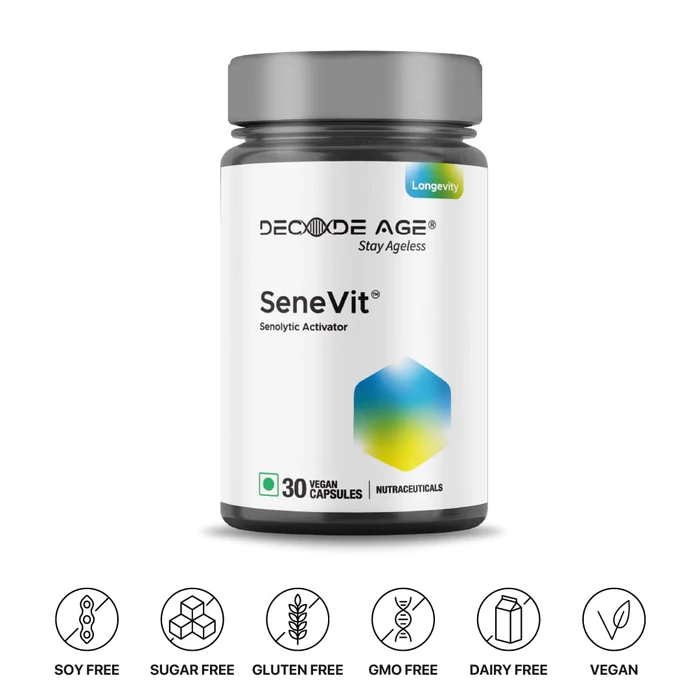 Longevity
DECODE AGE®
Stay Ageless
SeneVit™
Senolytic Activator
30 VEGAN CAPSULES | NUTRACEUTICALS
SOY FREE
SUGAR FREE
GLUTEN FREE
GMO FREE
DAIRY FREE
VEGAN